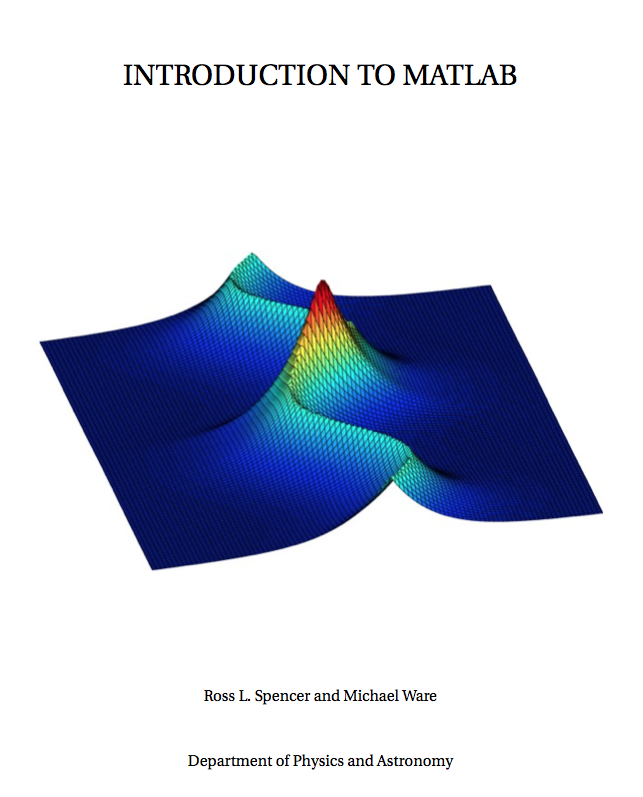 INTRODUCTION TO MATLAB
Ross L. Spencer and Michael Ware
Department of Physics and Astronomy